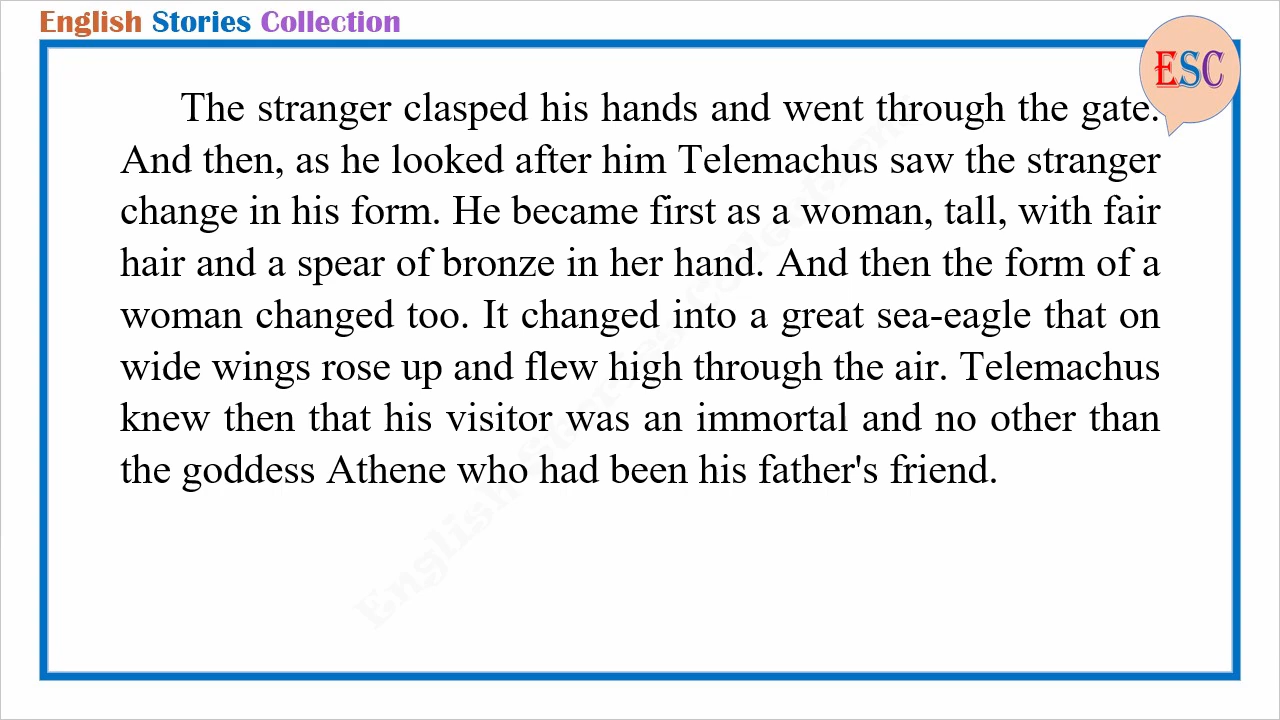 English Stories Collection
ESC
The stranger clasped his hands and went through the gate.
And then, as he looked after him Telemachus saw the stranger
change in his form. He became first as a woman, tall, with fair
hair and a spear of bronze in her hand. And then the form of a
woman changed too. It changed into a great sea-eagle that on
wide wings rose up and flew high through the air. Telemachus
knew then that his visitor was an immortal and no other than
the goddess Athene who had been his father's friend.
English Stories Collection